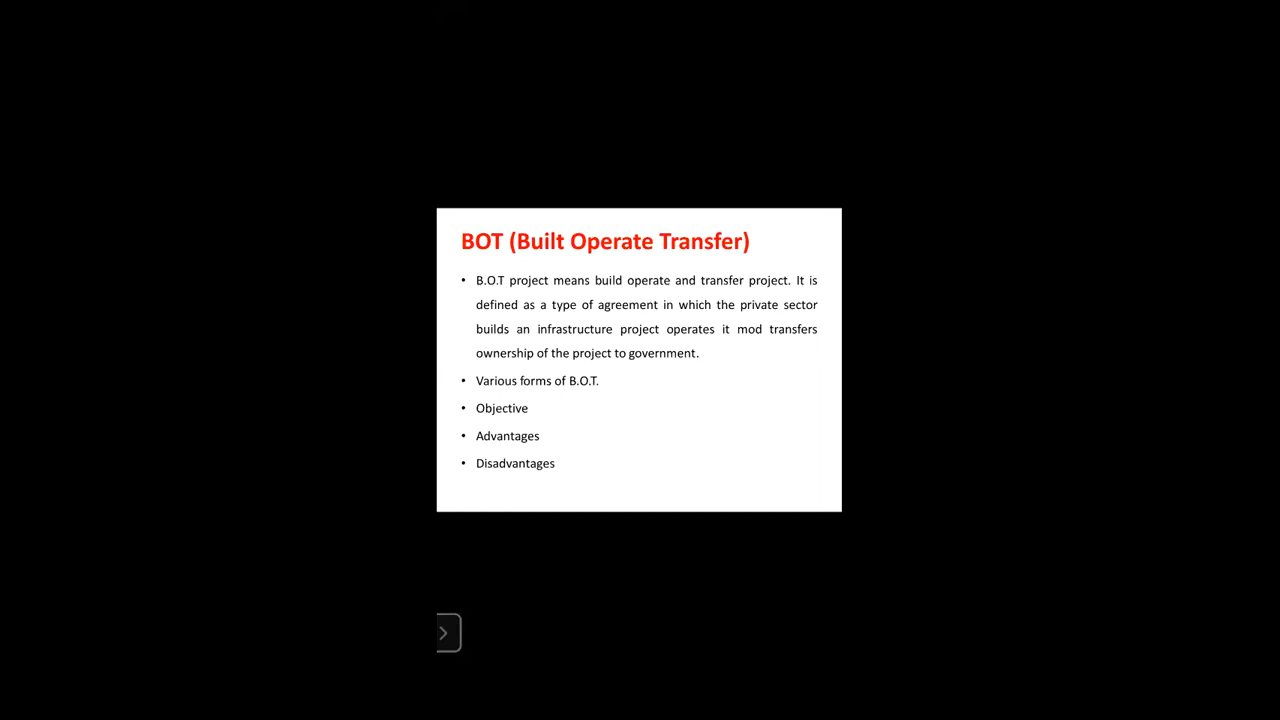 BOT (Built Operate Transfer)
• B.O.T project means build operate and transfer project. It is
defined as a type of agreement in which the private sector
builds an infrastructure project operates it mod transfers
ownership of the project to government.
• Various forms of B.O.T.
• Objective
• Advantages
• Disadvantages